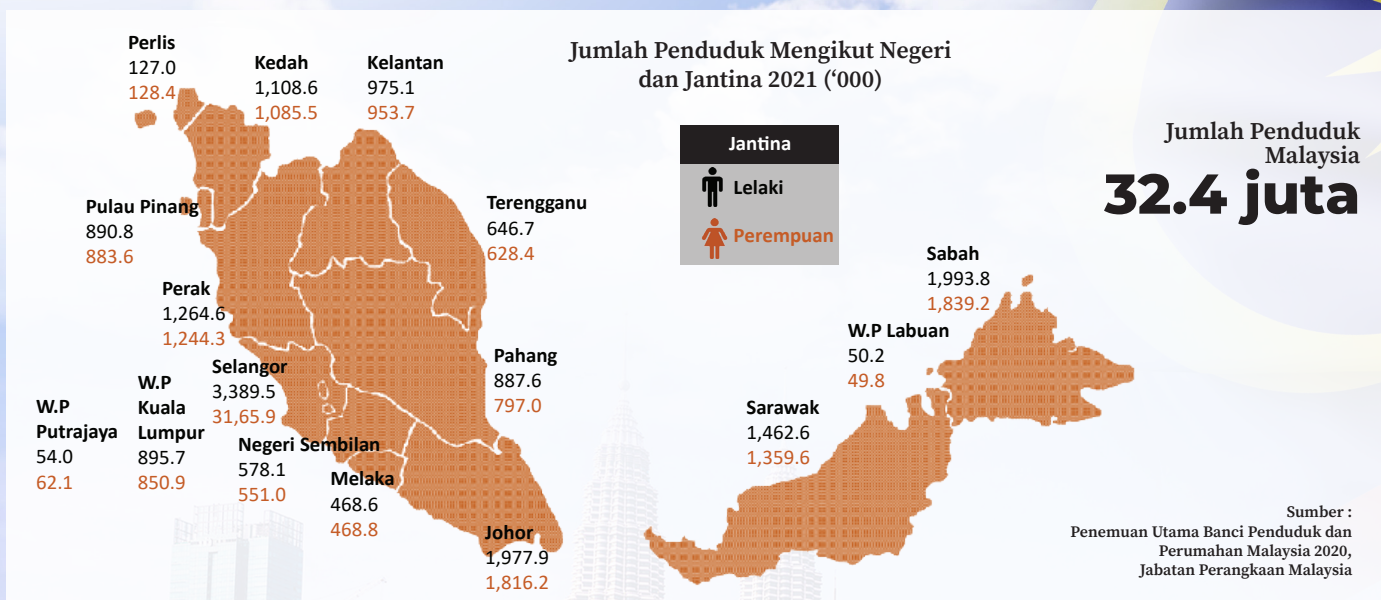 Jumlah Penduduk Mengikut Negeri
dan Jantina 2021 (‘000)
Jantina
Lelaki
Perempuan
Jumlah Penduduk
Malaysia
32.4 juta
Perlis
127.0
128.4
Kedah
1,108.6
1,085.5
Kelantan
975.1
953.7
Pulau Pinang
890.8
883.6
Terengganu
646.7
628.4
Perak
1,264.6
1,244.3
Pahang
887.6
797.0
Selangor
3,389.5
31,65.9
W.P
Kuala
Lumpur
895.7
850.9
W.P
Putrajaya
54.0
62.1
Negeri Sembilan
578.1
551.0
Melaka
468.6
468.8
Johor
1,977.9
1,816.2
Sabah
1,993.8
1,839.2
W.P Labuan
50.2
49.8
Sarawak
1,462.6
1,359.6
Sumber :
Penemuan Utama Banci Penduduk dan
Perumahan Malaysia 2020,
Jabatan Perangkaan Malaysia